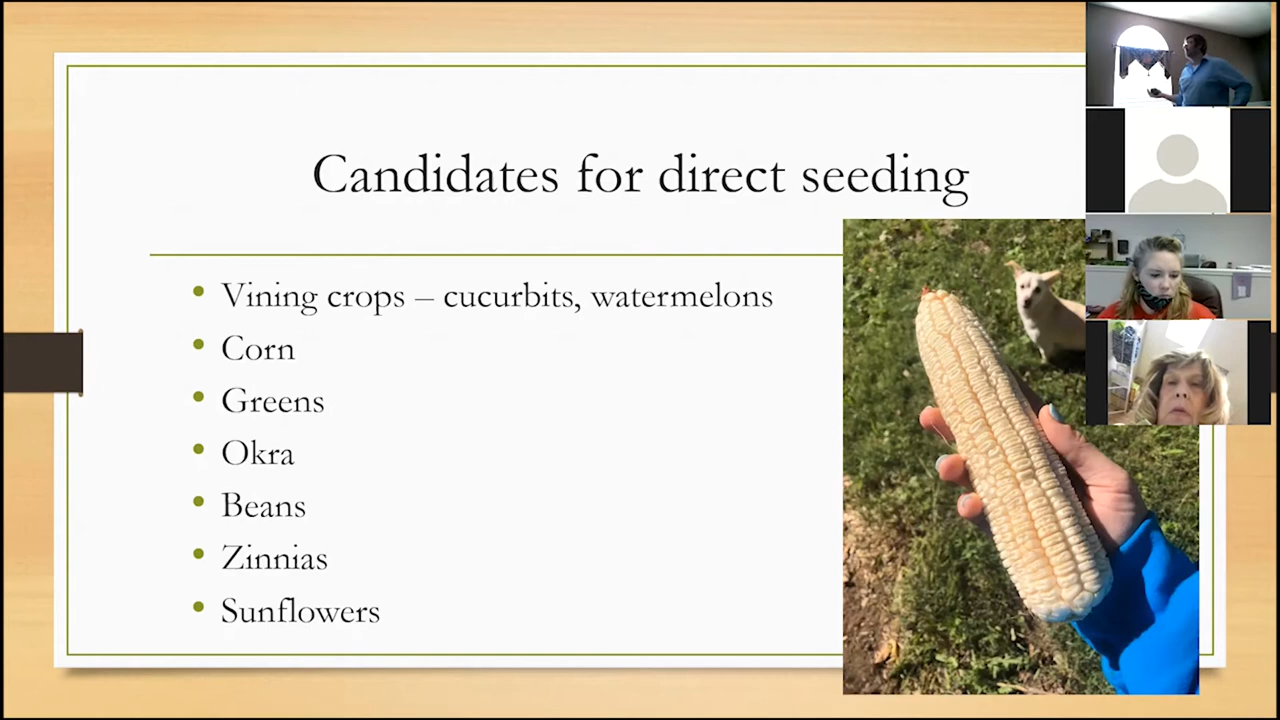 Candidates for direct seeding
• Vining crops – cucurbits, watermelons
• Corn
• Greens
• Okra
• Beans
• Zinnias
• Sunflowers